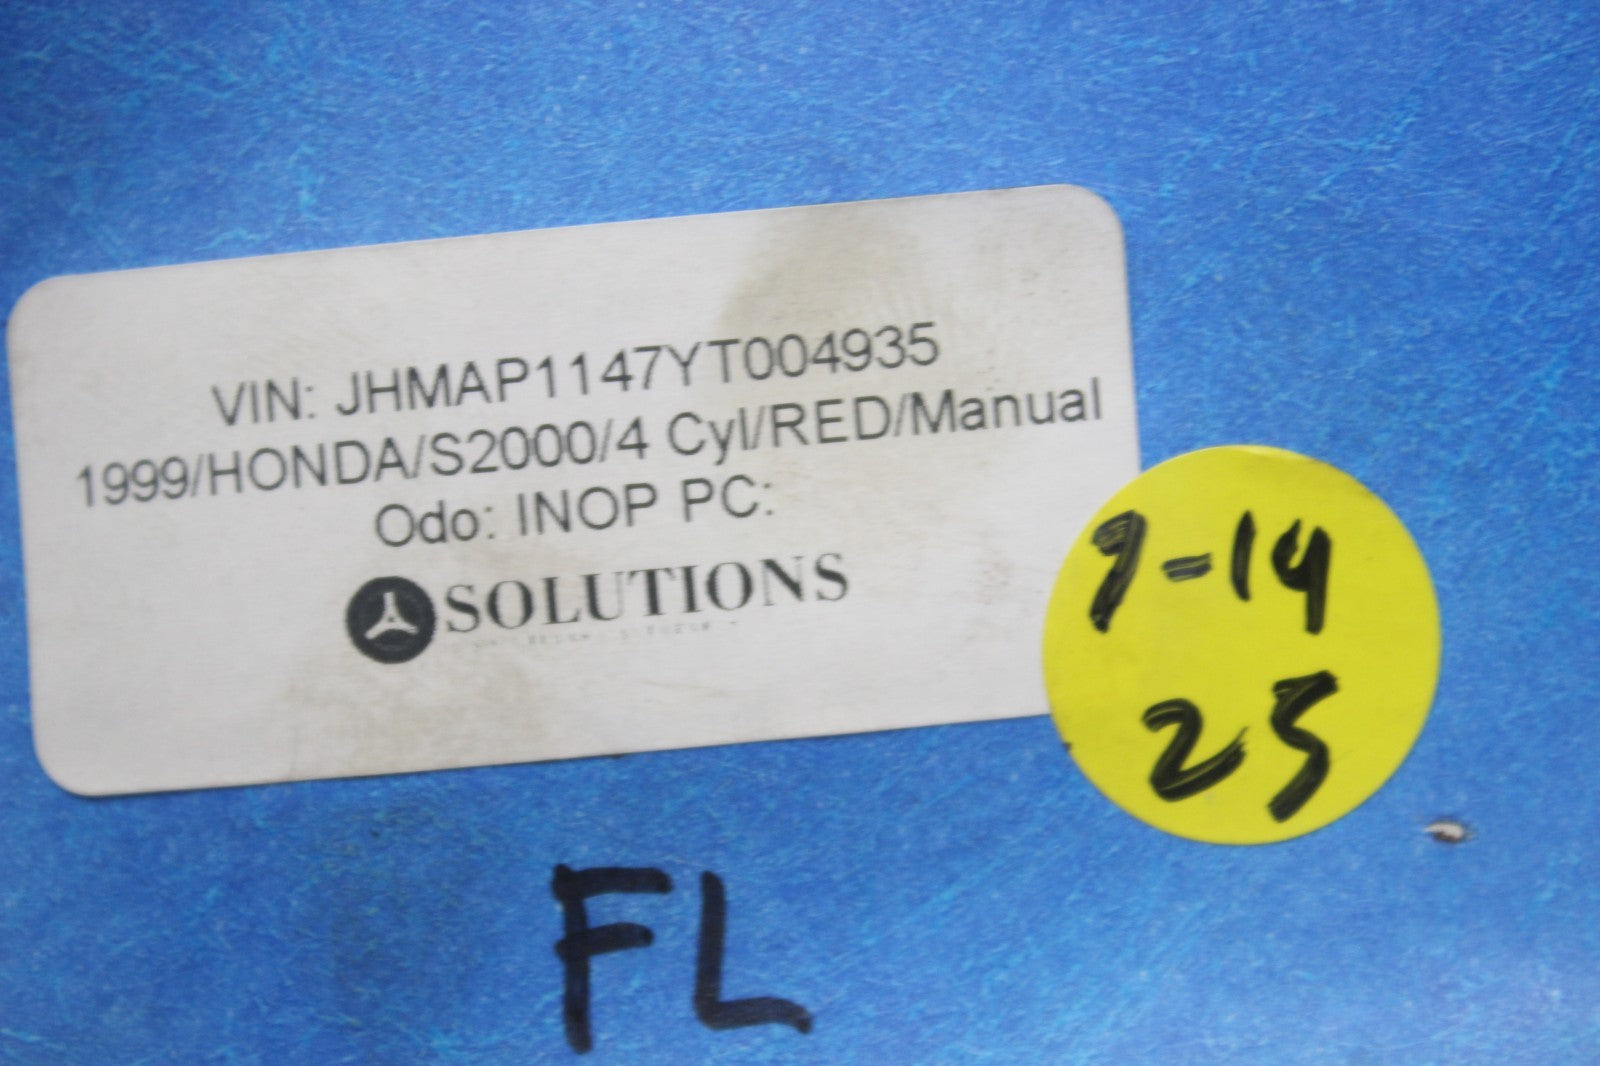 VIN: JHMAP1147YT004935
1999/HONDA/S2000/4 Cyl/RED/Manual
Odo: INOP PC:
SOLUTIONS
9-14
25
FL